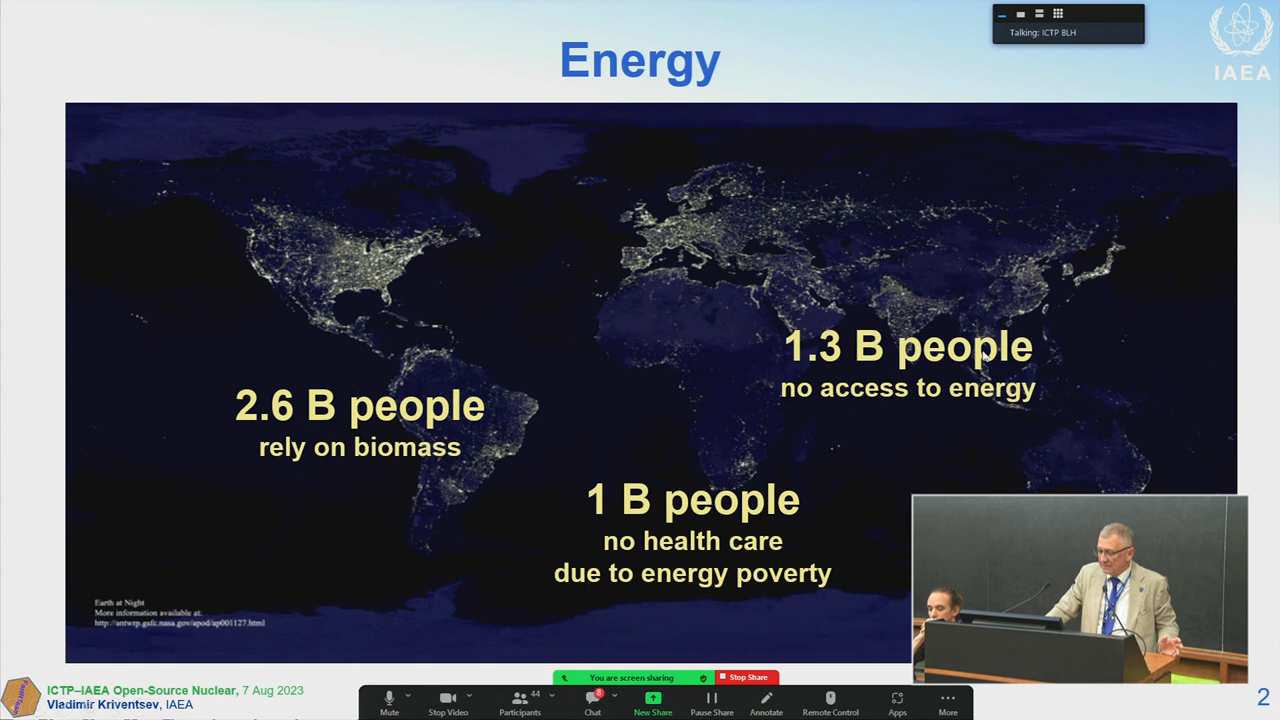 Energy
Talking: ICTP BLH
IAEA
1.3 B people
no access to energy
2.6 B people
rely on biomass
1 B people
no health care
due to energy poverty
Earth at Night
More information available at:
http://antwrp.gsfc.nasa.gov/apod/ap001127.html
You are screen sharing
Stop Share
ICTP–IAEA Open-Source Nuclear, 7 Aug 2023
Vladimir Kriventsev, IAEA
44
8
Mute
Stop Video
Participants
Chat
New Share
Pause Share
Annotate
Remote Control
Apps
More
2